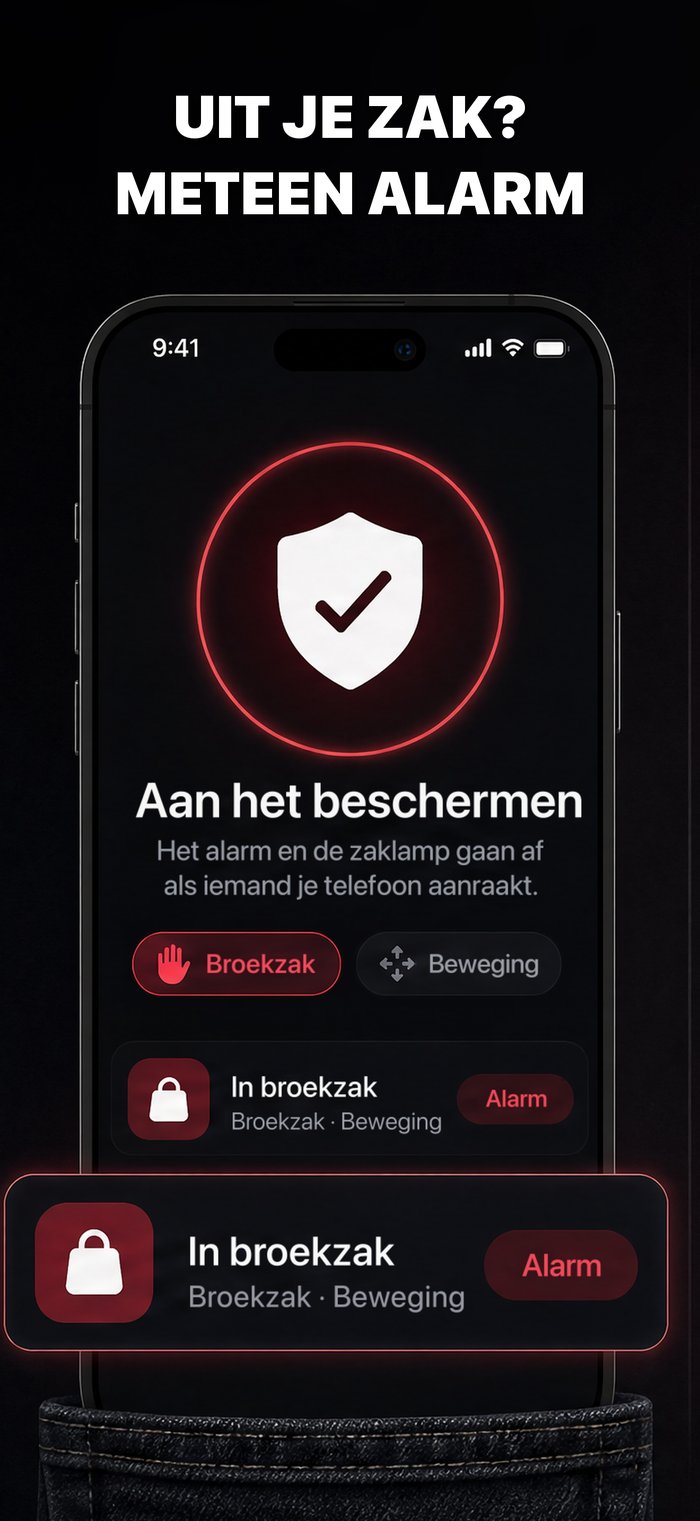 UIT JE ZAK?
METEEN ALARM
9:41
Aan het beschermen
Het alarm en de zaklamp gaan af
als iemand je telefoon aanraakt.
Broekzak
Beweging
In broekzak
Broekzak · Beweging
Alarm
In broekzak
Broekzak · Beweging
Alarm